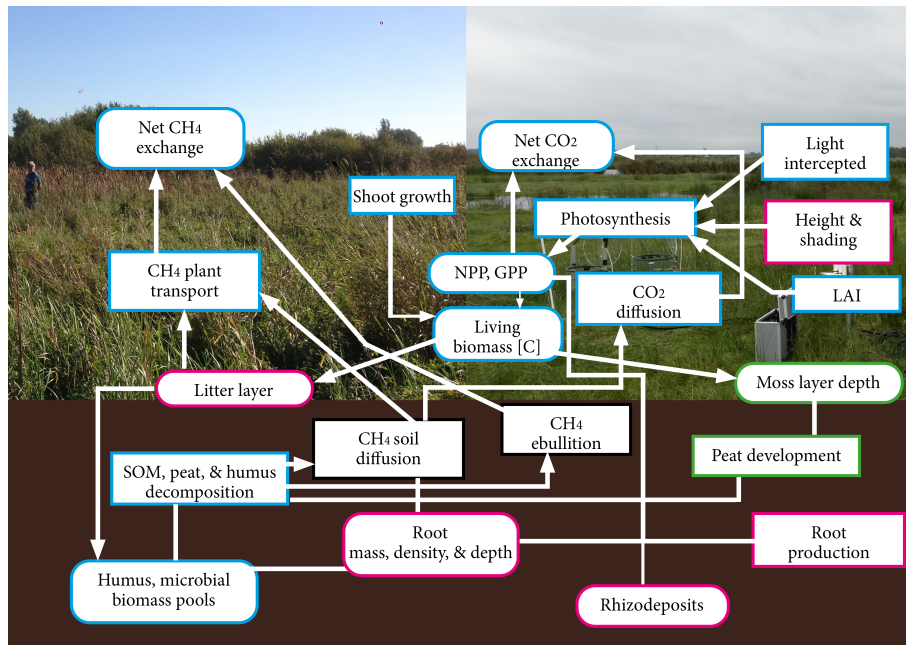 Net CH4
exchange
Net CO2
exchange
Light
intercepted
Shoot growth
Photosynthesis
Height &
shading
CH4 plant
transport
NPP, GPP
CO2
diffusion
LAI
Living
biomass [C]
Litter layer
Moss layer depth
CH4 soil
diffusion
CH4
ebullition
SOM, peat, & humus
decomposition
Peat development
Root
mass, density, & depth
Root
production
Humus, microbial
biomass pools
Rhizodeposits